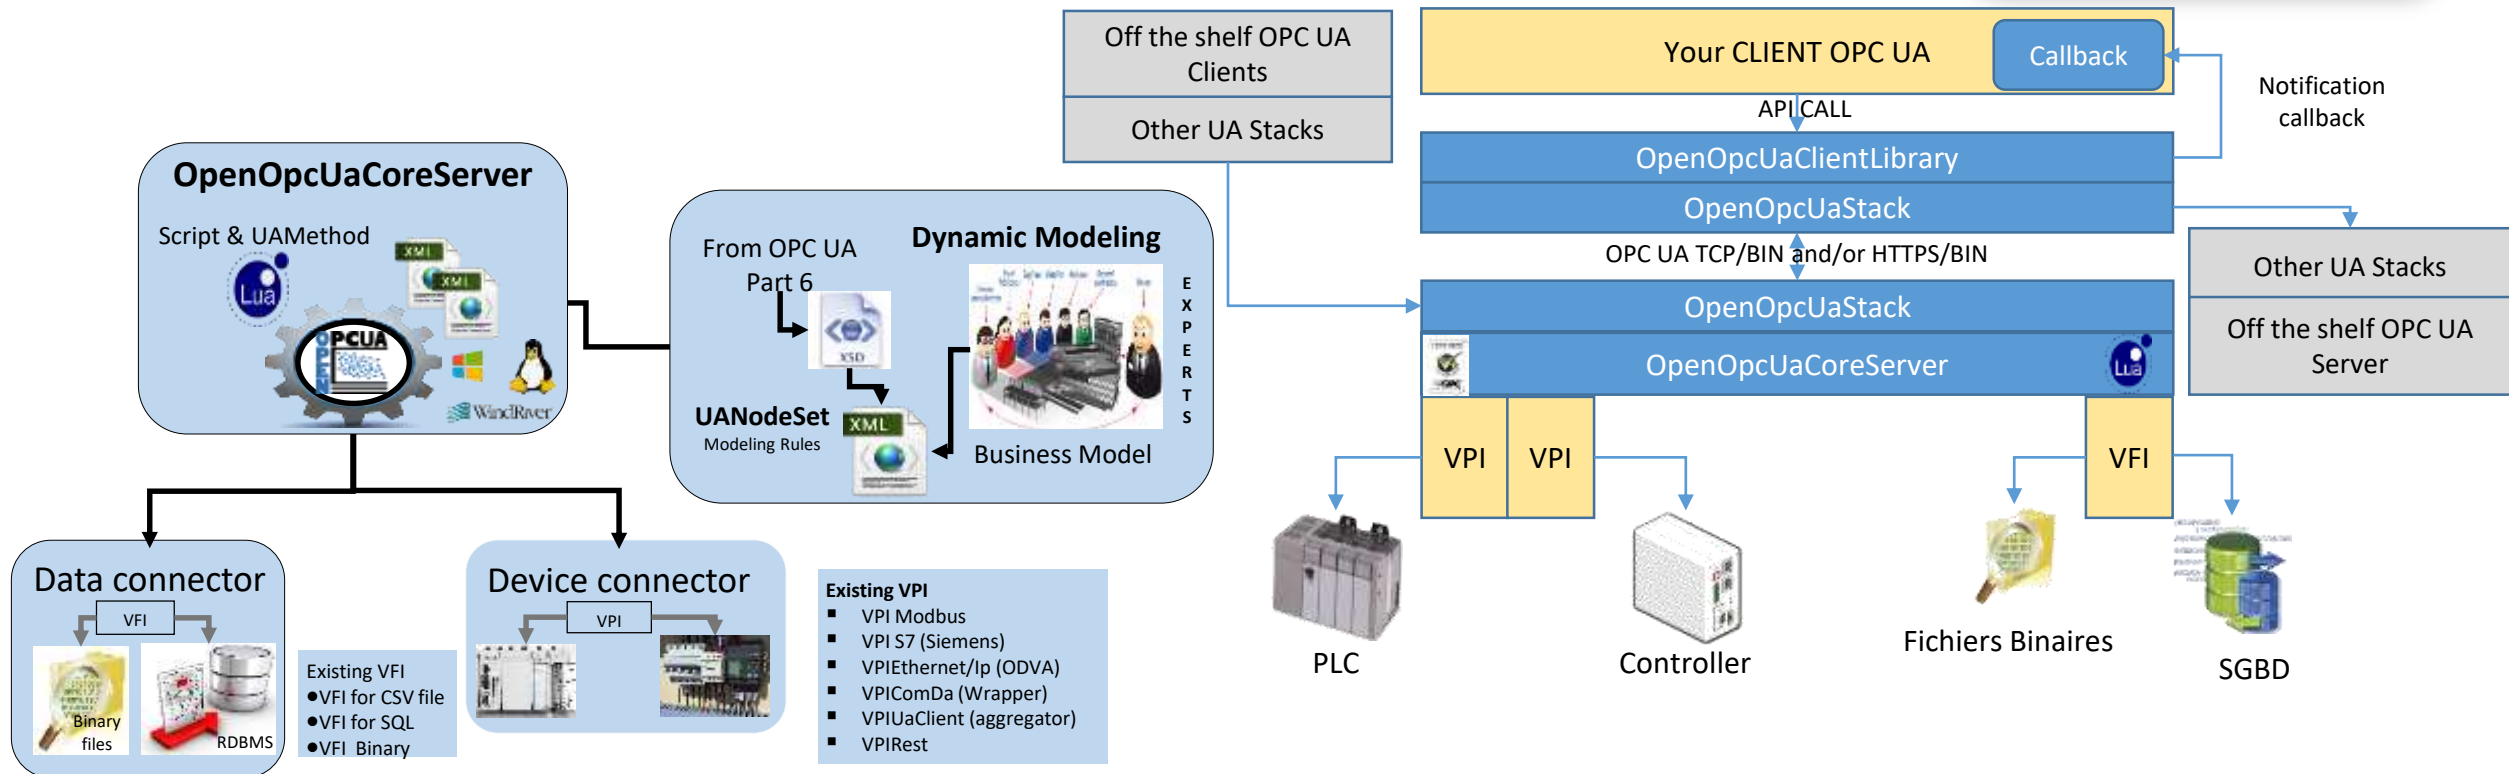 OpenOpcUaCoreServer
Script & UAMethod
Lua
XML
XML
OPEN
OPCUA
WindRiver
From OPC UA
Part 6
Dynamic Modeling
EXPERTS
XSD
UANodeSet
Modeling Rules
XML
Business Model
Data connector
VFI
Binary
files
RDBMS
Existing VFI
●VFI for CSV file
●VFI for SQL
●VFI Binary
Device connector
VPI
Existing VPI
▪ VPI Modbus
▪ VPI S7 (Siemens)
▪ VPIEthernet/Ip (ODVA)
▪ VPIComDa (Wrapper)
▪ VPIUaClient (aggregator)
▪ VPIRest
Off the shelf OPC UA
Clients
Other UA Stacks
Your CLIENT OPC UA
Callback
API CALL
Notification
callback
OpenOpcUaClientLibrary
OpenOpcUaStack
OPC UA TCP/BIN and/or HTTPS/BIN
OpenOpcUaStack
OpenOpcUaCoreServer
Lua
Other UA Stacks
Off the shelf OPC UA
Server
VPI
VPI
VFI
PLC
Controller
Fichiers Binaires
SGBD